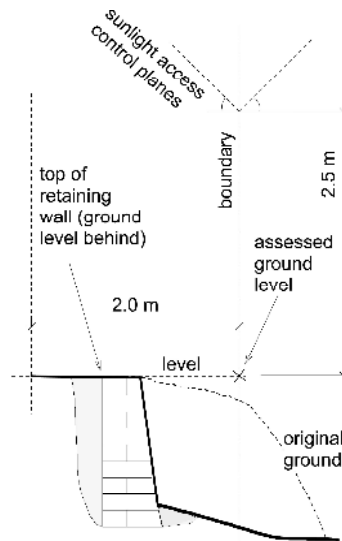 sunlight access
control planes
boundary
2.5 m
top of
retaining
wall (ground
level behind)
assessed
ground
level
2.0 m
level
original
ground